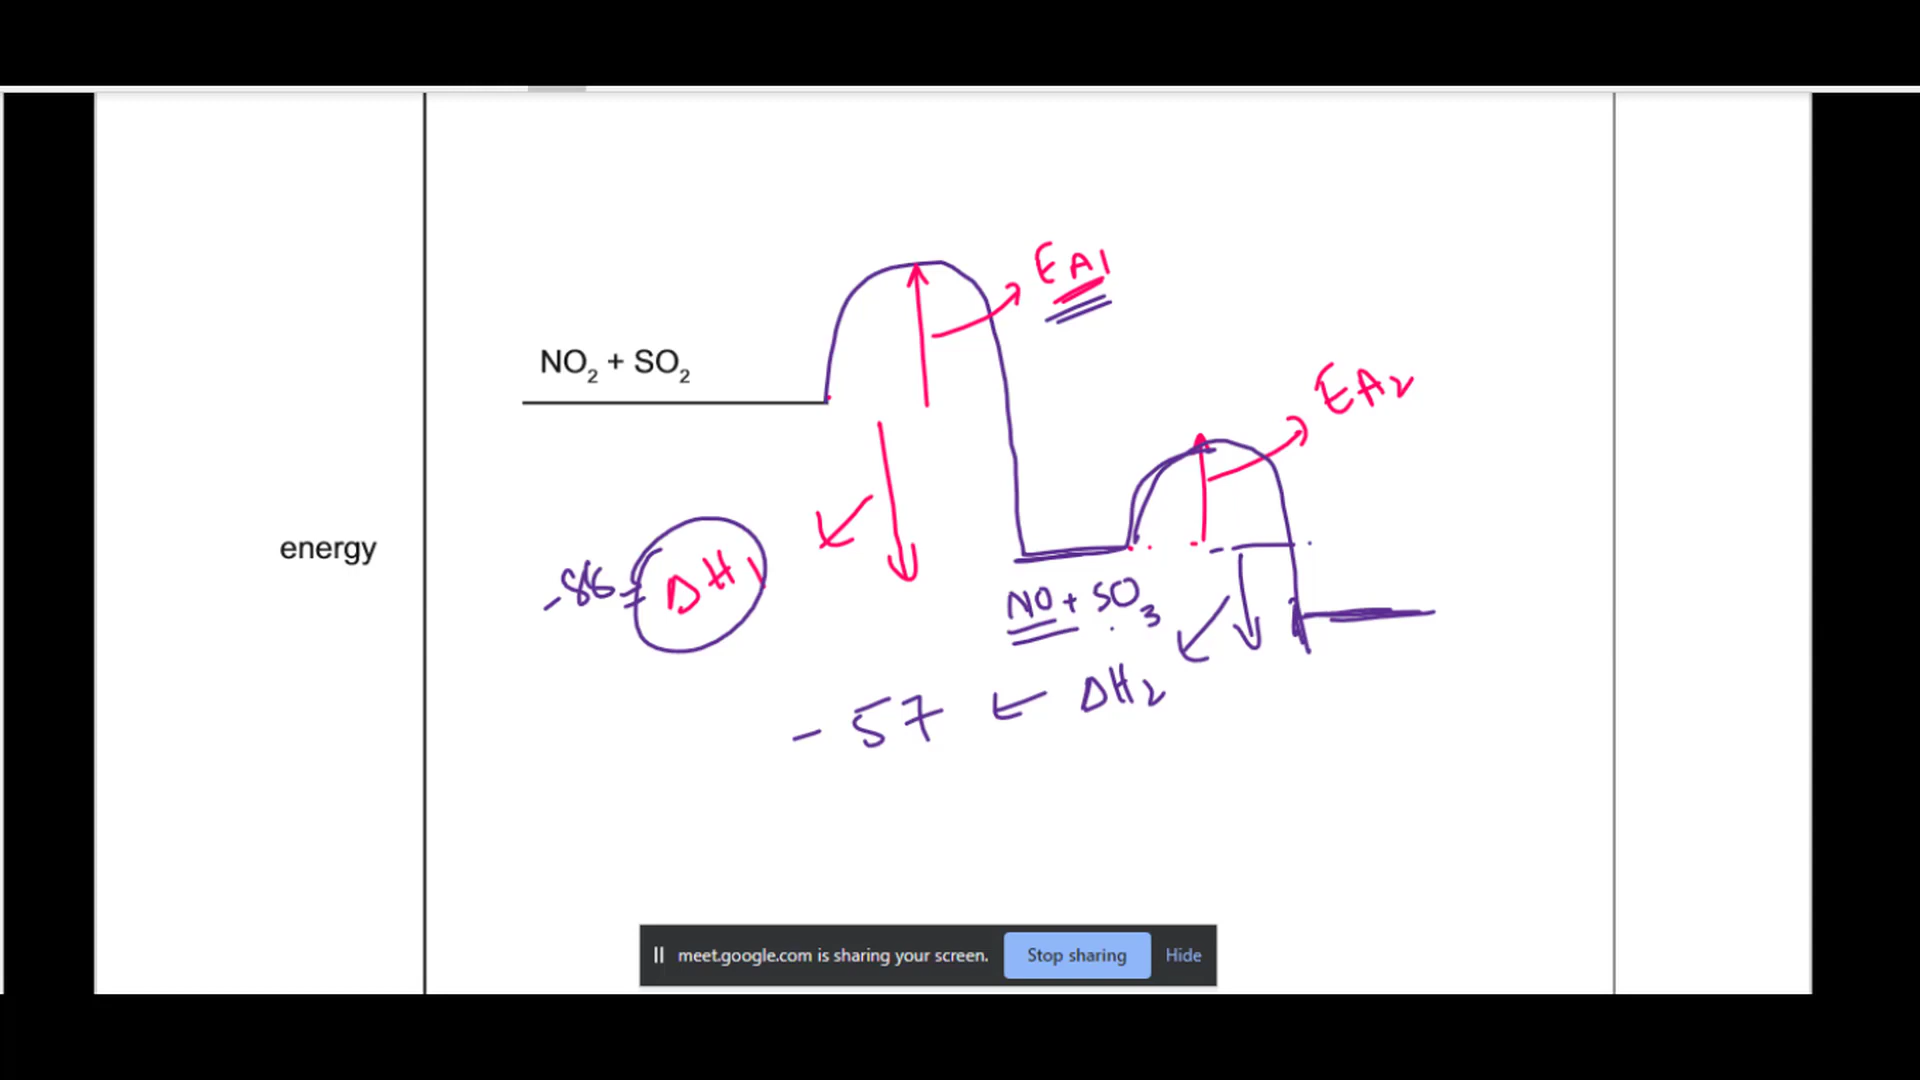 EA1
NO₂ + SO₂
EA2
energy
-86 = ΔH1
NO + SO₃
- 57 ← ΔH₂
meet.google.com is sharing your screen.
Stop sharing
Hide